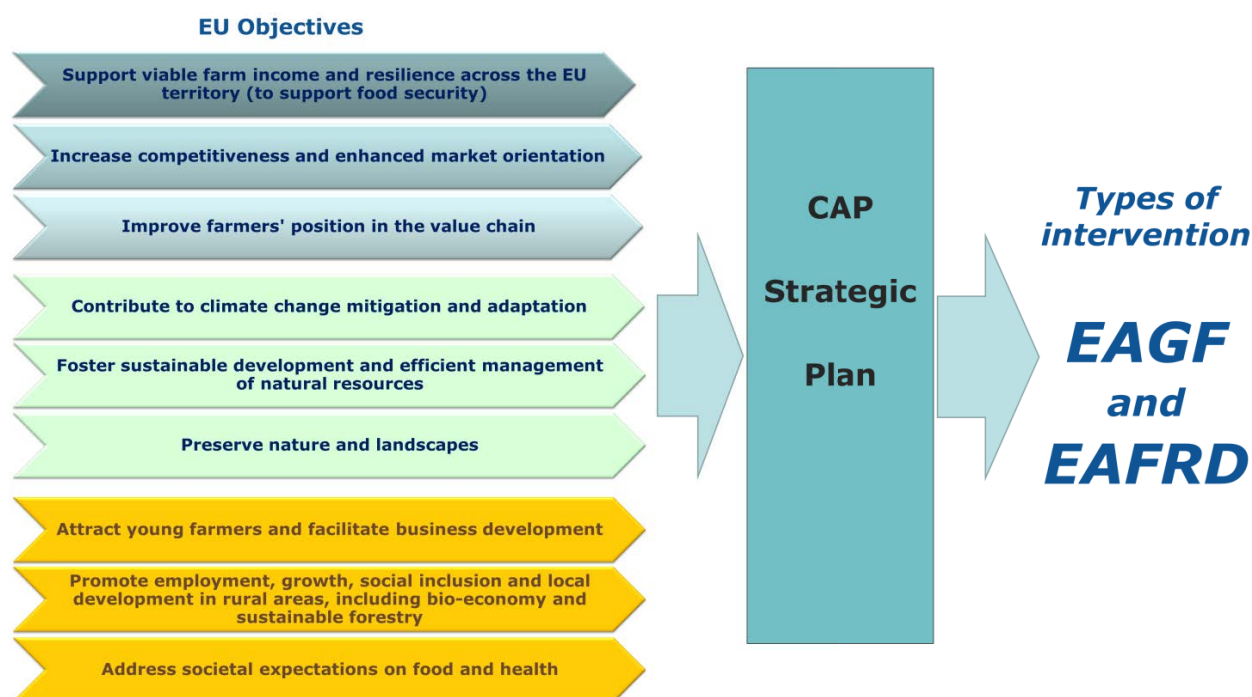 EU Objectives
Support viable farm income and resilience across the EU
territory (to support food security)
Increase competitiveness and enhanced market orientation
Improve farmers' position in the value chain
Contribute to climate change mitigation and adaptation
Foster sustainable development and efficient management
of natural resources
Preserve nature and landscapes
Attract young farmers and facilitate business development
Promote employment, growth, social inclusion and local
development in rural areas, including bio-economy and
sustainable forestry
Address societal expectations on food and health
CAP
Strategic
Plan
Types of
intervention
EAGF
and
EAFRD